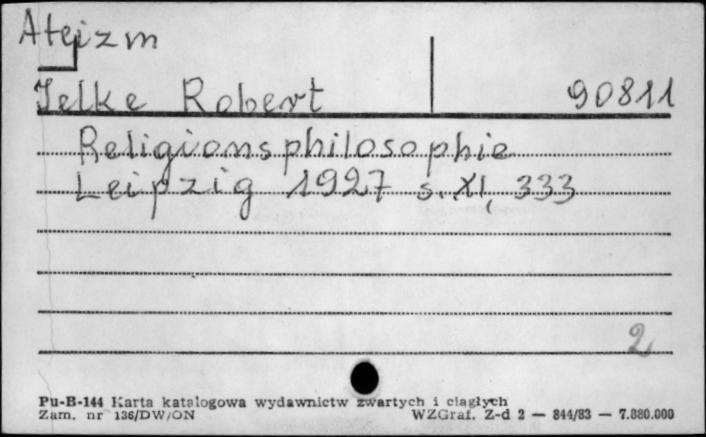 Ateizm
Jelke Robert 90811
Religionsphilosophie
Leipzig 1927 s. XI, 333
2
Pu-B-144 Karta katalogowa wydawnictw zwartych i ciągłych
Zam. nr 136/DW/ON WZGraf. Z-d 2 — 844/83 — 7.880.000